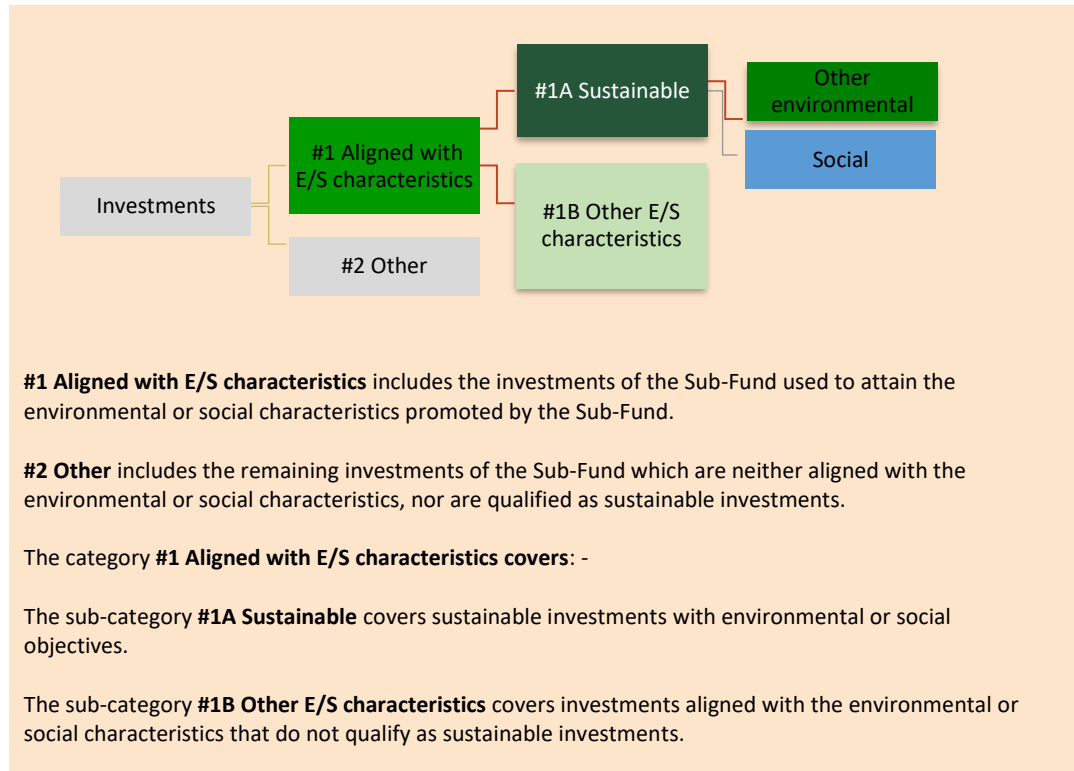 #1A Sustainable
Other
environmental
#1 Aligned with
E/S characteristics
Social
Investments
#1B Other E/S
characteristics
#2 Other
#1 Aligned with E/S characteristics includes the investments of the Sub-Fund used to attain the
environmental or social characteristics promoted by the Sub-Fund.
#2 Other includes the remaining investments of the Sub-Fund which are neither aligned with the
environmental or social characteristics, nor are qualified as sustainable investments.
The category #1 Aligned with E/S characteristics covers: -
The sub-category #1A Sustainable covers sustainable investments with environmental or social
objectives.
The sub-category #1B Other E/S characteristics covers investments aligned with the environmental or
social characteristics that do not qualify as sustainable investments.